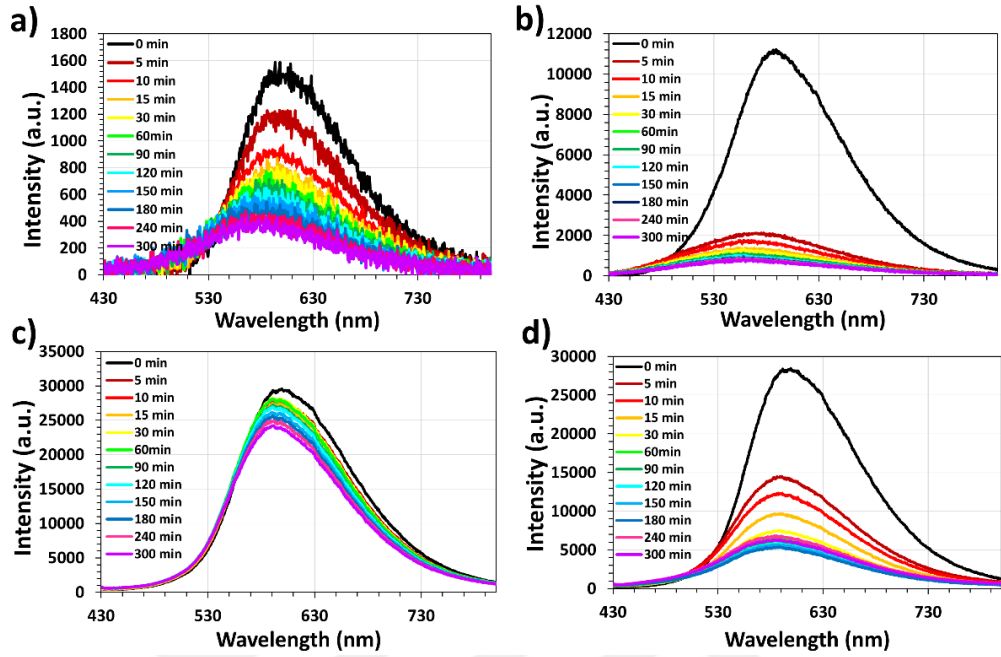 a)
1800
1600
1400
1200
1000
800
600
400
200
0
Intensity (a.u.)
0 min
5 min
10 min
15 min
30 min
60min
90 min
120 min
150 min
180 min
240 min
300 min
430 530 630 730
Wavelength (nm)
b)
12000
10000
8000
6000
4000
2000
0
Intensity (a.u.)
0 min
5 min
10 min
15 min
30 min
60 min
90 min
120 min
150 min
180 min
240 min
300 min
430 530 630 730
Wavelength (nm)
c)
35000
30000
25000
20000
15000
10000
5000
0
Intensity (a.u.)
0 min
5 min
10 min
15 min
30 min
60min
90 min
120 min
150 min
180 min
240 min
300 min
430 530 630 730
Wavelength (nm)
d)
30000
25000
20000
15000
10000
5000
0
Intensity (a.u.)
0 min
5 min
10 min
15 min
30 min
60min
90 min
120 min
150 min
180 min
240 min
300 min
430 530 630 730
Wavelength (nm)